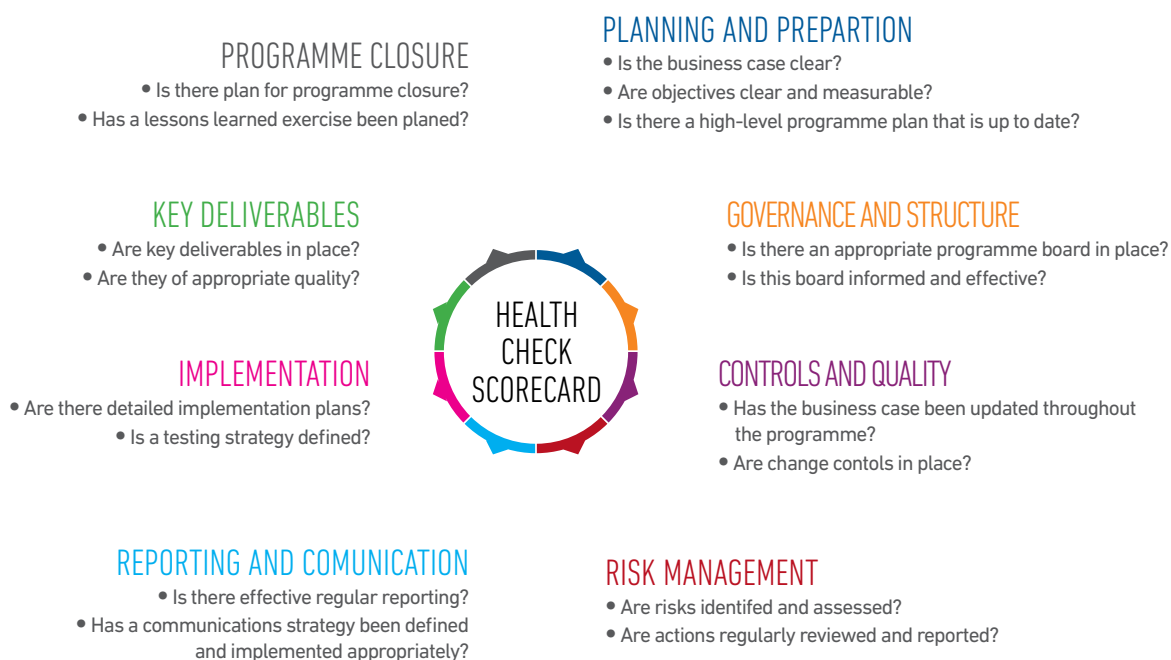 PROGRAMME CLOSURE
• Is there plan for programme closure?
• Has a lessons learned exercise been planed?
PLANNING AND PREPARTION
• Is the business case clear?
• Are objectives clear and measurable?
• Is there a high-level programme plan that is up to date?
KEY DELIVERABLES
• Are key deliverables in place?
• Are they of appropriate quality?
GOVERNANCE AND STRUCTURE
• Is there an appropriate programme board in place?
• Is this board informed and effective?
HEALTH
CHECK
SCORECARD
IMPLEMENTATION
• Are there detailed implementation plans?
• Is a testing strategy defined?
CONTROLS AND QUALITY
• Has the business case been updated throughout
the programme?
• Are change contols in place?
REPORTING AND COMUNICATION
• Is there effective regular reporting?
• Has a communications strategy been defined
and implemented appropriately?
RISK MANAGEMENT
• Are risks identifed and assessed?
• Are actions regularly reviewed and reported?